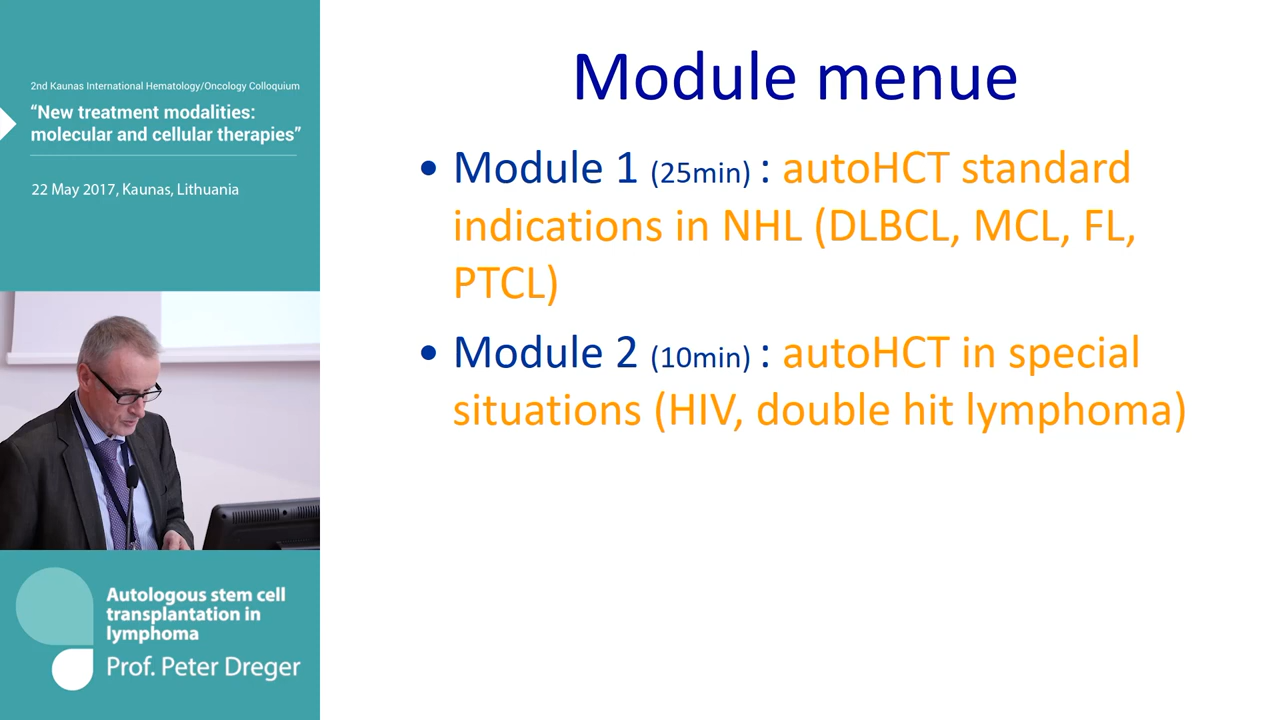 2nd Kaunas International Hematology/Oncology Colloquium
“New treatment modalities:
molecular and cellular therapies”
22 May 2017, Kaunas, Lithuania
Autologous stem cell
transplantation in
lymphoma
Prof. Peter Dreger
Module menue
• Module 1 (25min) : autoHCT standard
indications in NHL (DLBCL, MCL, FL,
PTCL)
• Module 2 (10min) : autoHCT in special
situations (HIV, double hit lymphoma)